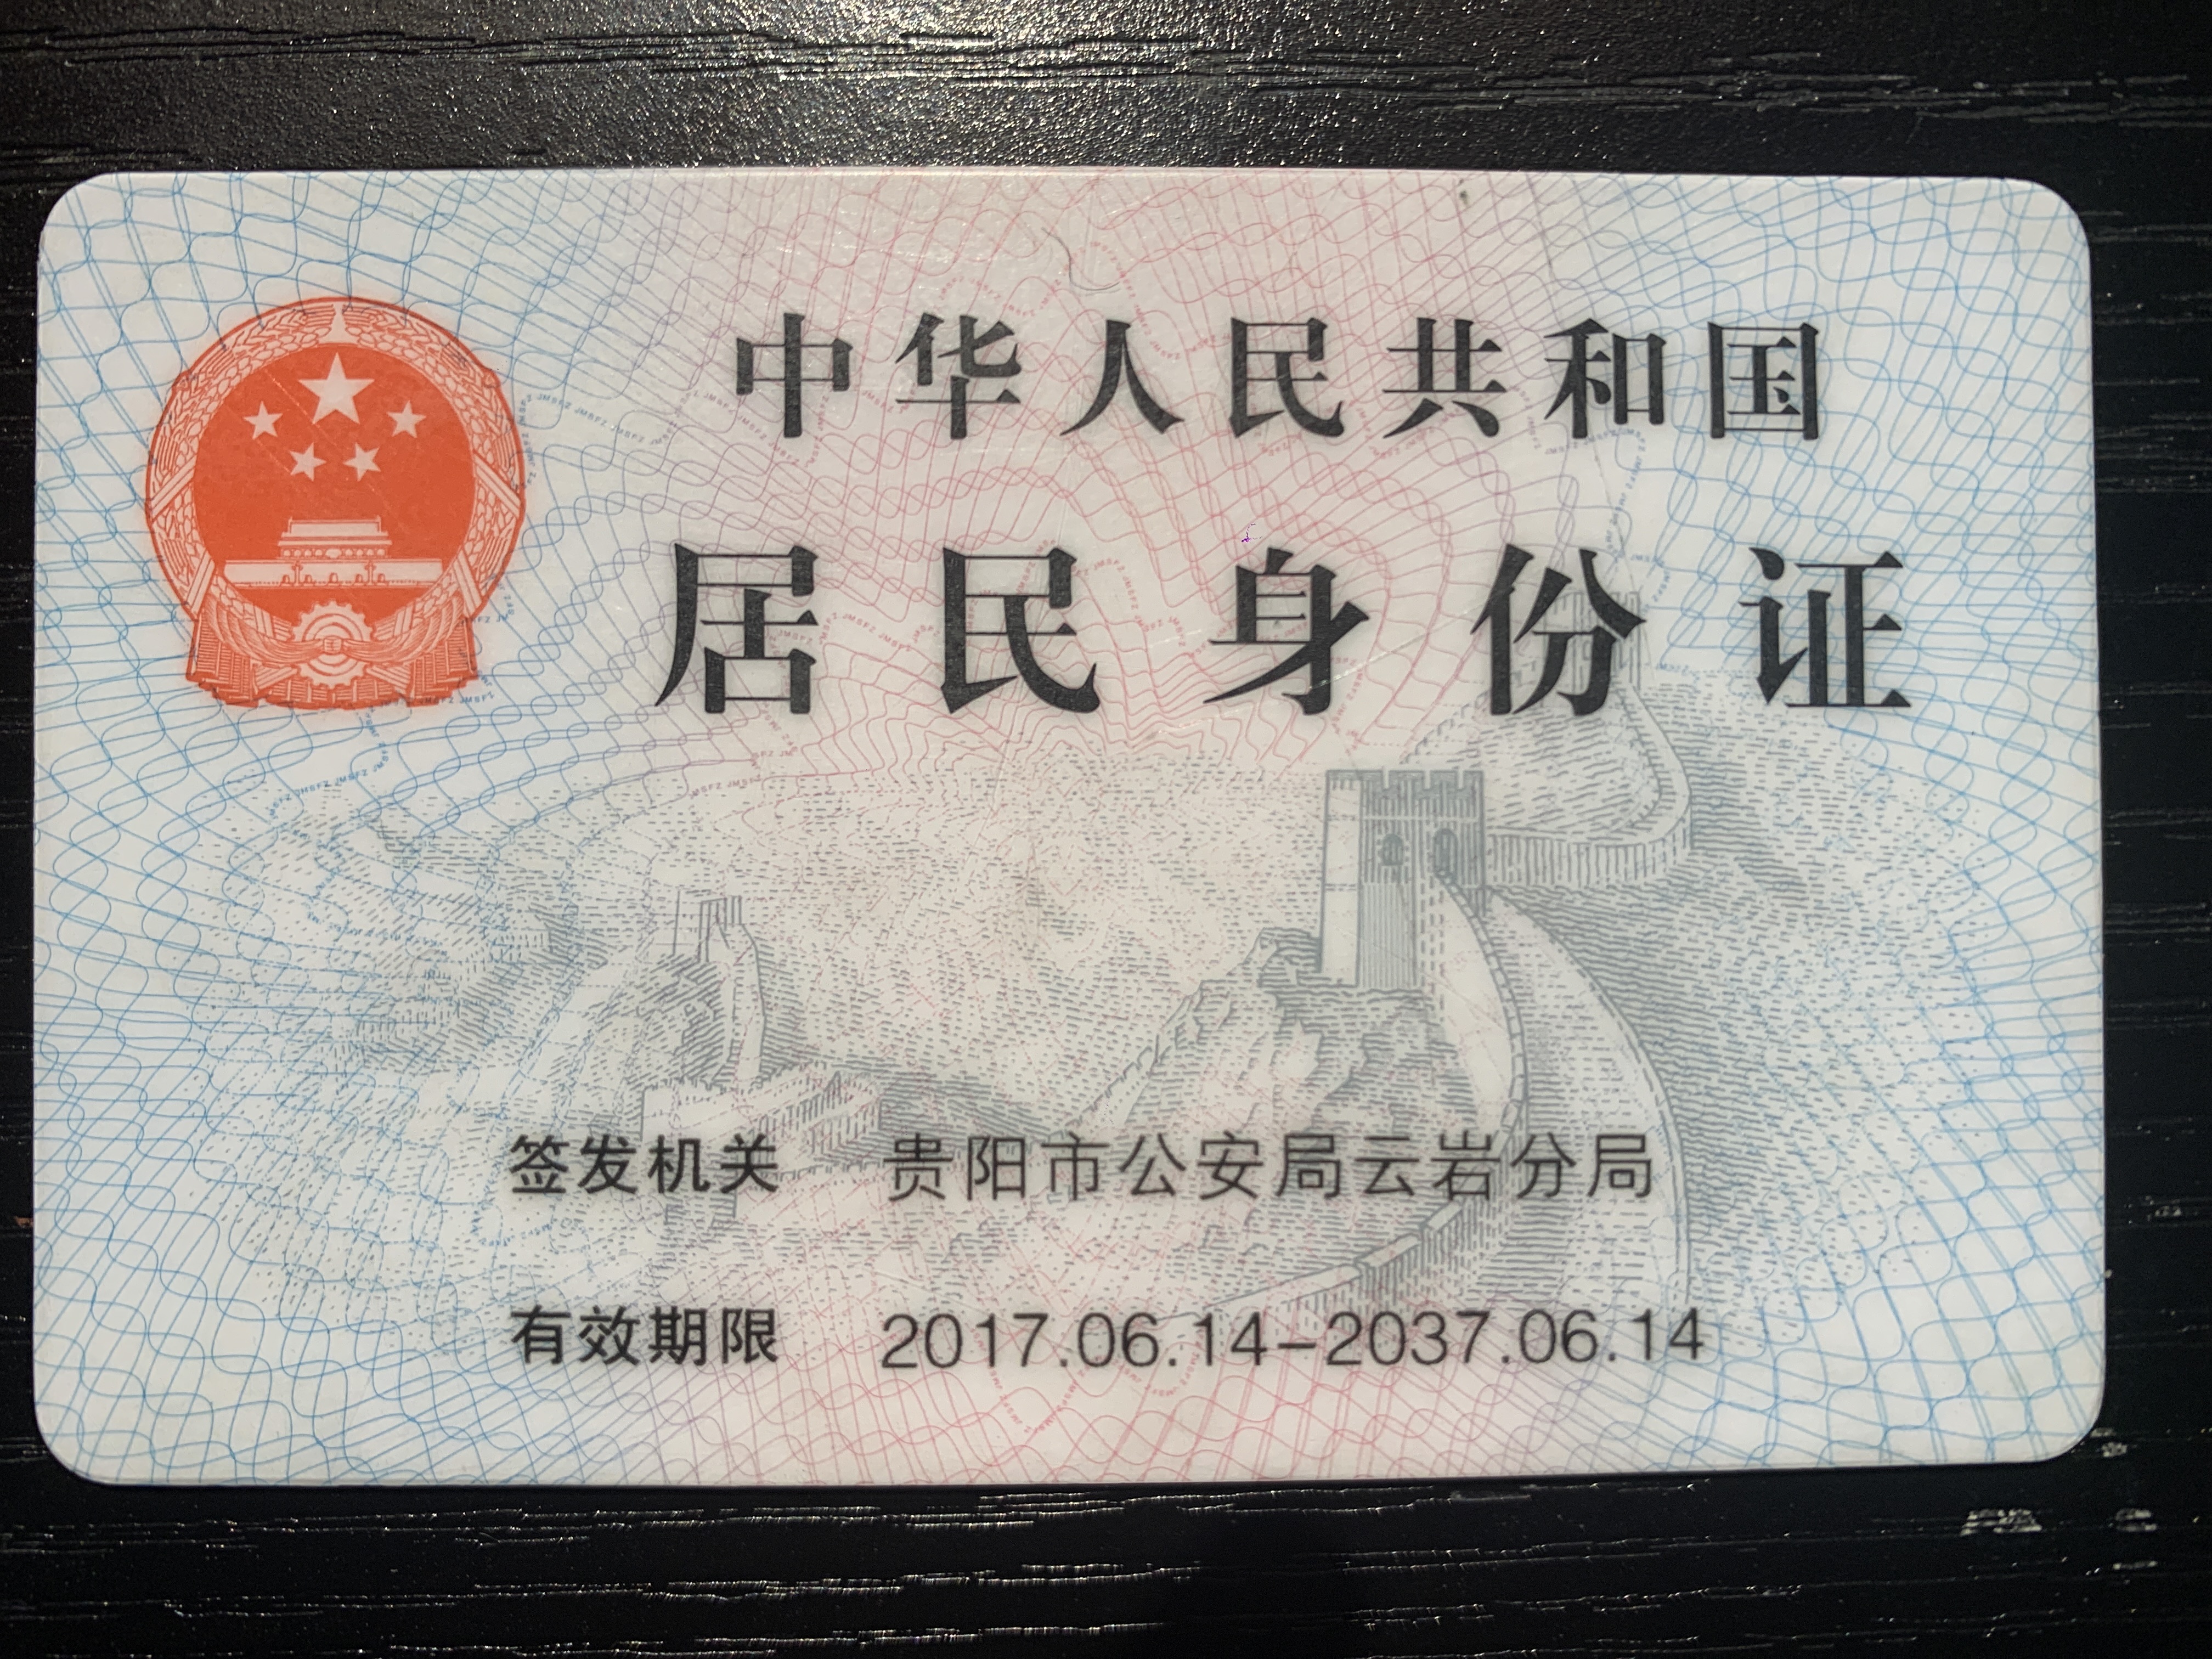 中华人民共和国
居民身份证
签发机关 贵阳市公安局云岩分局
有效期限 2017.06.14-2037.06.14